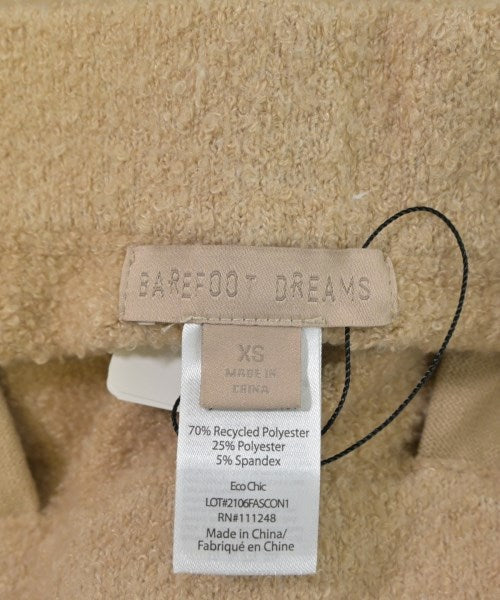 BAREFOOT DREAMS
XS
MADE IN
CHINA
70% Recycled Polyester
25% Polyester
5% Spandex
Eco Chic
LOT#2106FASCON1
RN#111248
Made in China/
Fabriqué en Chine